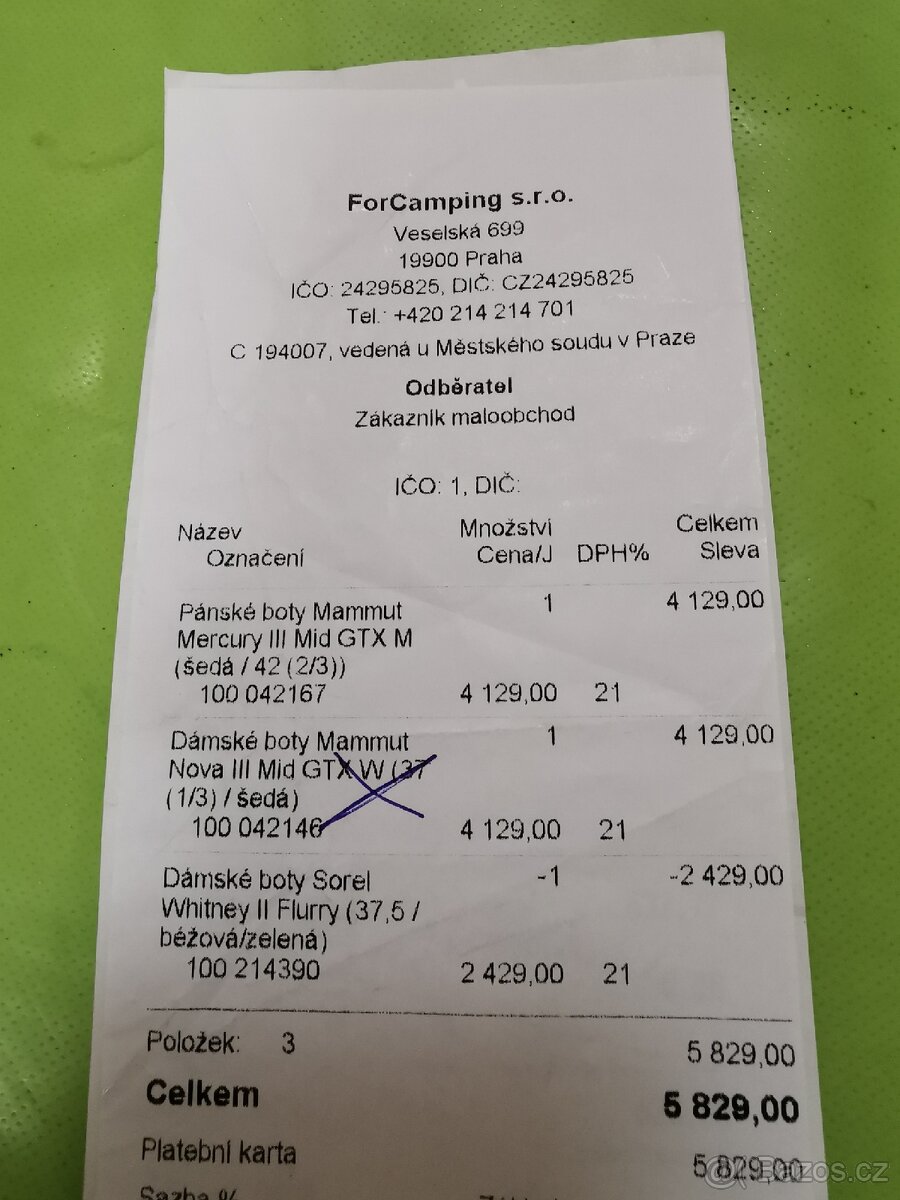 ForCamping s.r.o.
Veselská 699
19900 Praha
IČO: 24295825, DIČ: CZ24295825
Tel.: +420 214 214 701
C 194007, vedená u Městského soudu v Praze
Odběratel
Zákazník maloobchod
IČO: 1, DIČ:
Název Množství Celkem
Označení Cena/J DPH% Sleva
Pánské boty Mammut 1 4 129,00
Mercury III Mid GTX M
(šedá / 42 (2/3))
100 042167 4 129,00 21
Dámské boty Mammut 1 4 129,00
Nova III Mid GTX W (37
(1/3) / šedá)
100 042146 4 129,00 21
Dámské boty Sorel -1 -2 429,00
Whitney II Flurry (37,5 /
béžová/zelená)
100 214390 2 429,00 21
Položek: 3 5 829,00
Celkem 5 829,00
Platební karta 5 829,00
Sazba %
Bazos.cz